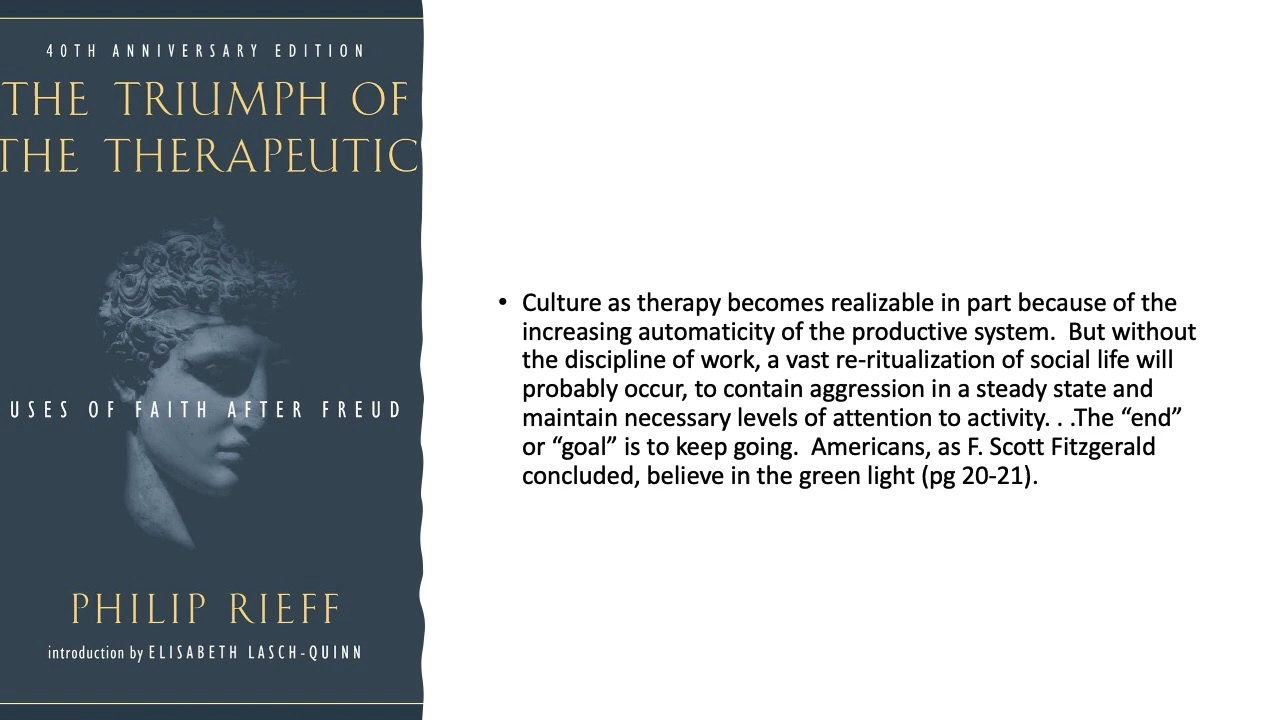 40TH ANNIVERSARY EDITION
THE TRIUMPH OF
THE THERAPEUTIC
USES OF FAITH AFTER FREUD
PHILIP RIEFF
introduction by ELISABETH LASCH-QUINN
• Culture as therapy becomes realizable in part because of the
increasing automaticity of the productive system.  But without
the discipline of work, a vast re-ritualization of social life will
probably occur, to contain aggression in a steady state and
maintain necessary levels of attention to activity. . .The “end”
or “goal” is to keep going.  Americans, as F. Scott Fitzgerald
concluded, believe in the green light (pg 20-21).